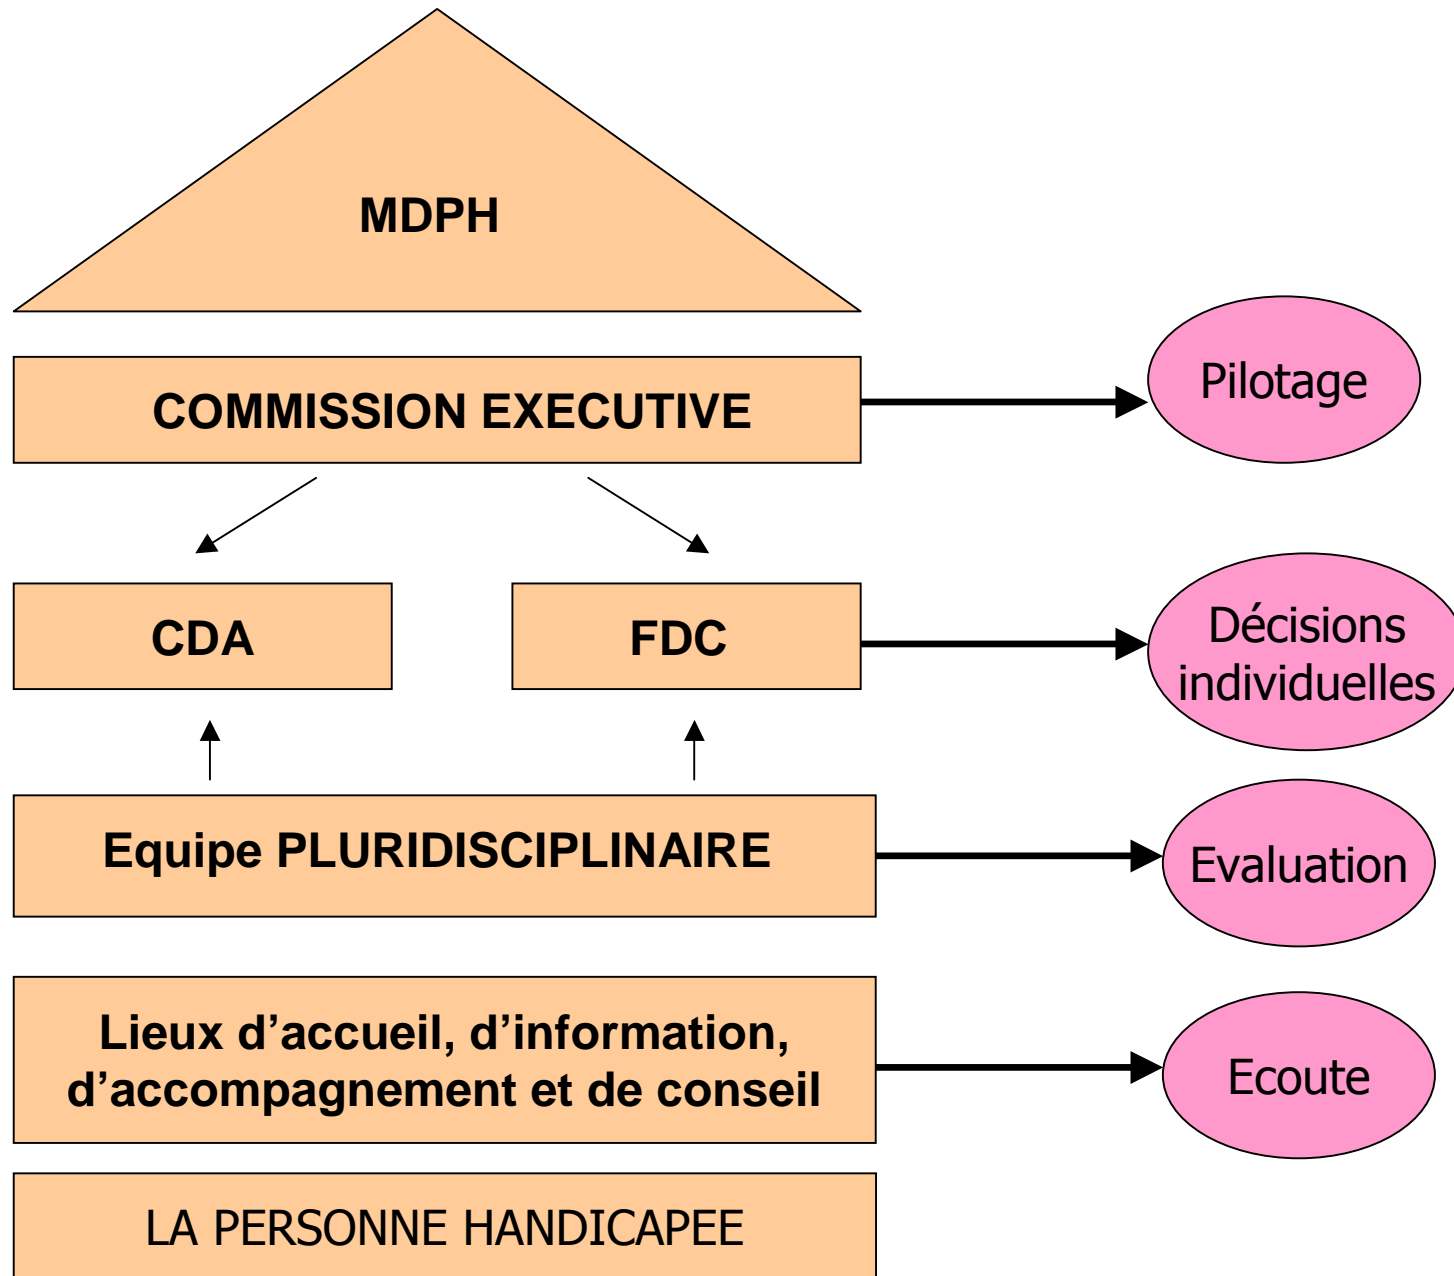 MDPH
COMMISSION EXECUTIVE
Pilotage
CDA
FDC
Décisions
individuelles
Equipe PLURIDISCIPLINAIRE
Evaluation
Lieux d’accueil, d’information,
d’accompagnement et de conseil
Ecoute
LA PERSONNE HANDICAPEE